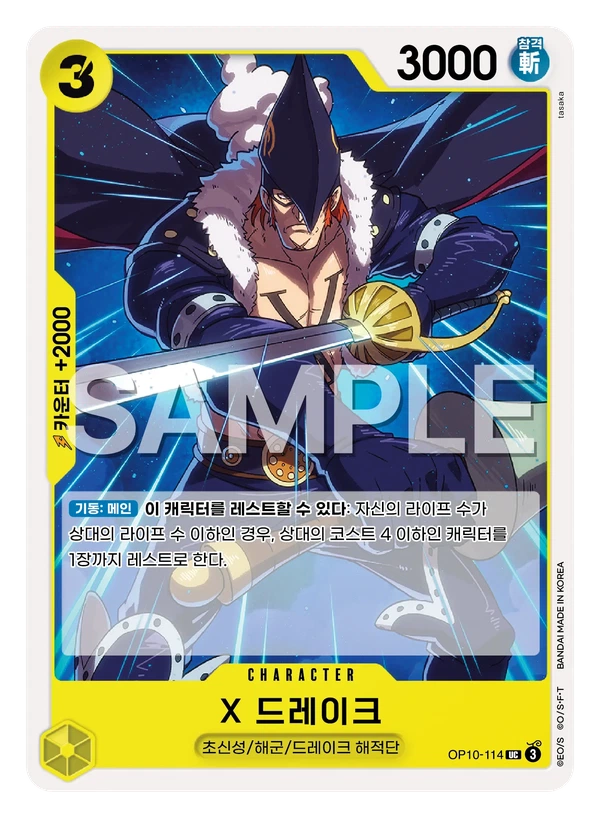 3
3000
참격
斬
tasaka
카운터 +2000
SAMPLE
기동: 메인 이 캐릭터를 레스트할 수 있다: 자신의 라이프 수가
상대의 라이프 수 이하인 경우, 상대의 코스트 4 이하인 캐릭터를
1장까지 레스트로 한다.
CHARACTER
X 드레이크
초신성/해군/드레이크 해적단
OP10-114 UC 3
©EO/S ©O/S·F·T BANDAI MADE IN KOREA